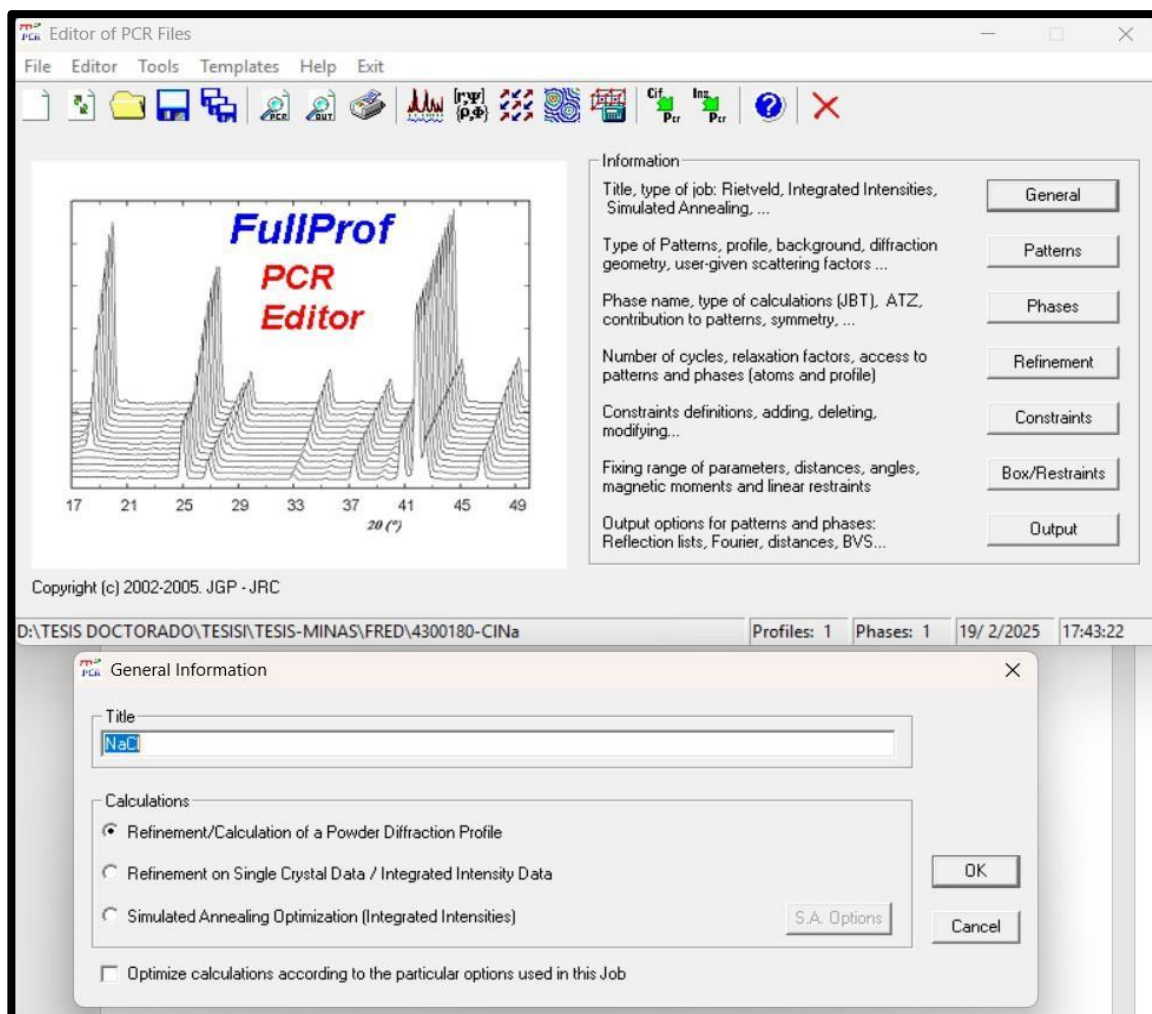 Editor of PCR Files
File Editor Tools Templates Help Exit
PCR OUT [r,Ψ] {ρ,Φ} Cif Pcr Ins Pcr
FullProf
PCR
Editor
17 21 25 29 33 37 41 45 49
2θ (°)
Copyright (c) 2002-2005. JGP - JRC
Information
Title, type of job: Rietveld, Integrated Intensities,
Simulated Annealing, ...
General
Type of Patterns, profile, background, diffraction
geometry, user-given scattering factors ...
Patterns
Phase name, type of calculations (JBT), ATZ,
contribution to patterns, symmetry, ...
Phases
Number of cycles, relaxation factors, access to
patterns and phases (atoms and profile)
Refinement
Constraints definitions, adding, deleting,
modifying...
Constraints
Fixing range of parameters, distances, angles,
magnetic moments and linear restraints
Box/Restraints
Output options for patterns and phases:
Reflection lists, Fourier, distances, BVS...
Output
D:\TESIS DOCTORADO\TESISI\TESIS-MINAS\FRED\4300180-ClNa Profiles: 1 Phases: 1 19/ 2/2025 17:43:22
PCR General Information
Title
NaCl
Calculations
Refinement/Calculation of a Powder Diffraction Profile
Refinement on Single Crystal Data / Integrated Intensity Data
Simulated Annealing Optimization (Integrated Intensities)
S.A. Options
OK
Cancel
Optimize calculations according to the particular options used in this Job